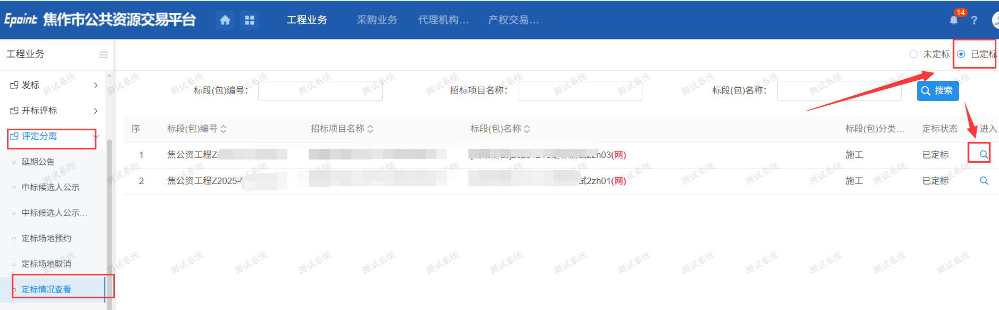 Epoint 焦作市公共资源交易平台
工程业务
采购业务
代理机构...
产权交易...
14
?
工程业务
未定标
已定标
发标
开标评标
评定分离
延期公告
中标候选人公示
中标候选人公示...
定标场地预约
定标场地取消
定标情况查看
标段(包)编号:
招标项目名称:
标段(包)名称:
搜索
序 标段(包)编号 招标项目名称 标段(包)名称 标段(包)分类... 定标状态 进入
1 焦公资工程Z zh03(网) 施工 已定标
2 焦公资工程Z2025- 试2zh01(网) 施工 已定标
测试系统